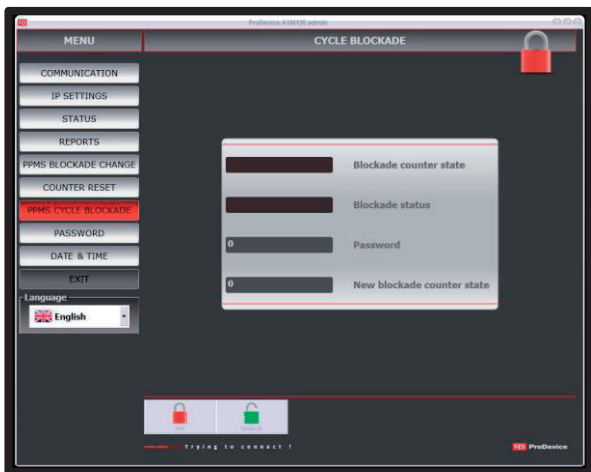 ProDevice ASM120 admin
MENU
CYCLE BLOCKADE
COMMUNICATION
IP SETTINGS
STATUS
REPORTS
PPMS BLOCKADE CHANGE
COUNTER RESET
PPMS CYCLE BLOCKADE
PASSWORD
DATE & TIME
EXIT
Language
English
Blockade counter state
Blockade status
0 Password
0 New blockade counter state
Set Unlock
Trying to connect !
ProDevice